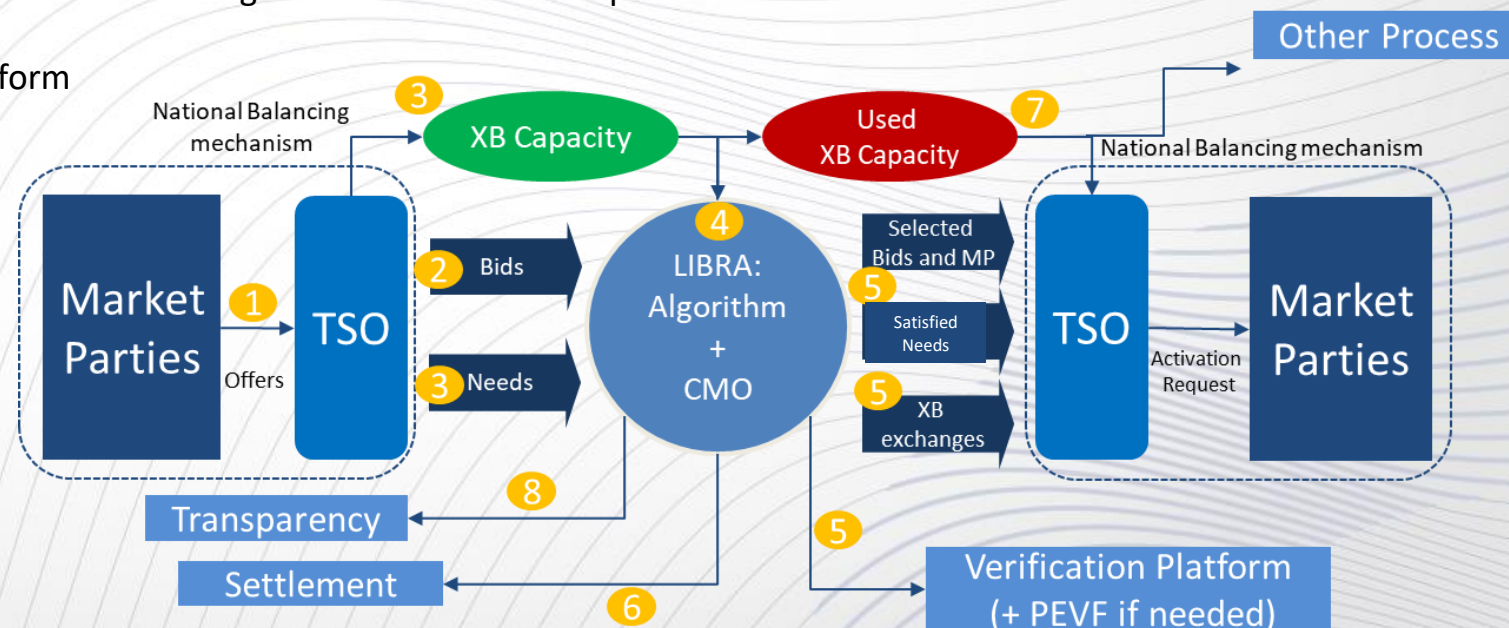 form
Other Process
National Balancing
mechanism
3
XB Capacity
Used
XB Capacity
7
National Balancing mechanism
Market
Parties
1
Offers
TSO
2
Bids
3
Needs
4
LIBRA:
Algorithm
+
CMO
Selected
Bids and MP
5
Satisfied
Needs
5
XB
exchanges
TSO
Activation
Request
Market
Parties
8
Transparency
5
Settlement
6
Verification Platform
(+ PEVF if needed)